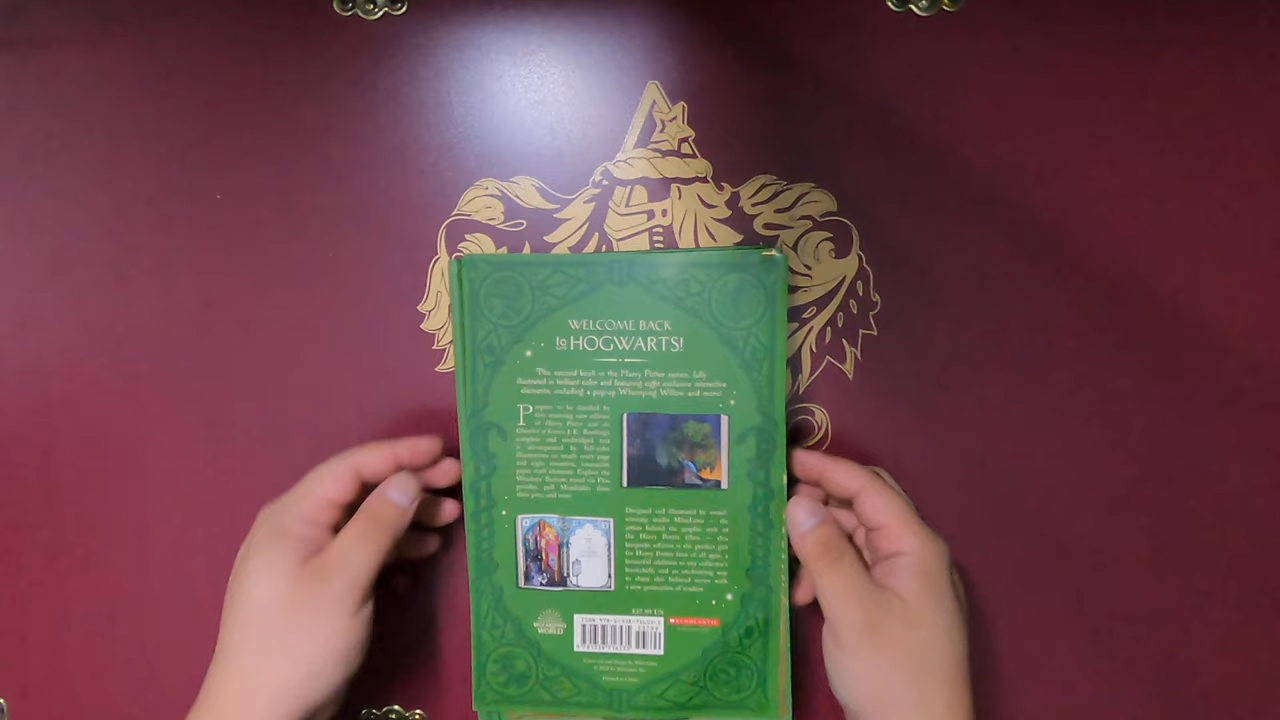 WELCOME BACK
to HOGWARTS!
The second book in the Harry Potter series, fully
illustrated in brilliant color and featuring eight exclusive interactive
elements, including a pop-up Whomping Willow and more!
Prepare to be dazzled by
this stunning new edition
of Harry Potter and the
Chamber of Secrets. J. K. Rowling's
complete and unabridged text
is accompanied by full-color
illustrations on nearly every page
and eight exclusive, interactive
paper craft elements: Explore the
Weasleys' Burrow, travel via Floo
powder, pull Mandrakes from
their pots, and more.
Designed and illustrated by award-
winning studio MinaLima — the
artists behind the graphic style of
the Harry Potter films — this
keepsake edition is the perfect gift
for Harry Potter fans of all ages, a
beautiful addition to any collector's
bookshelf, and an enchanting way
to share this beloved series with
a new generation of readers.
$37.99 US
WIZARDING
WORLD
SCHOLASTIC